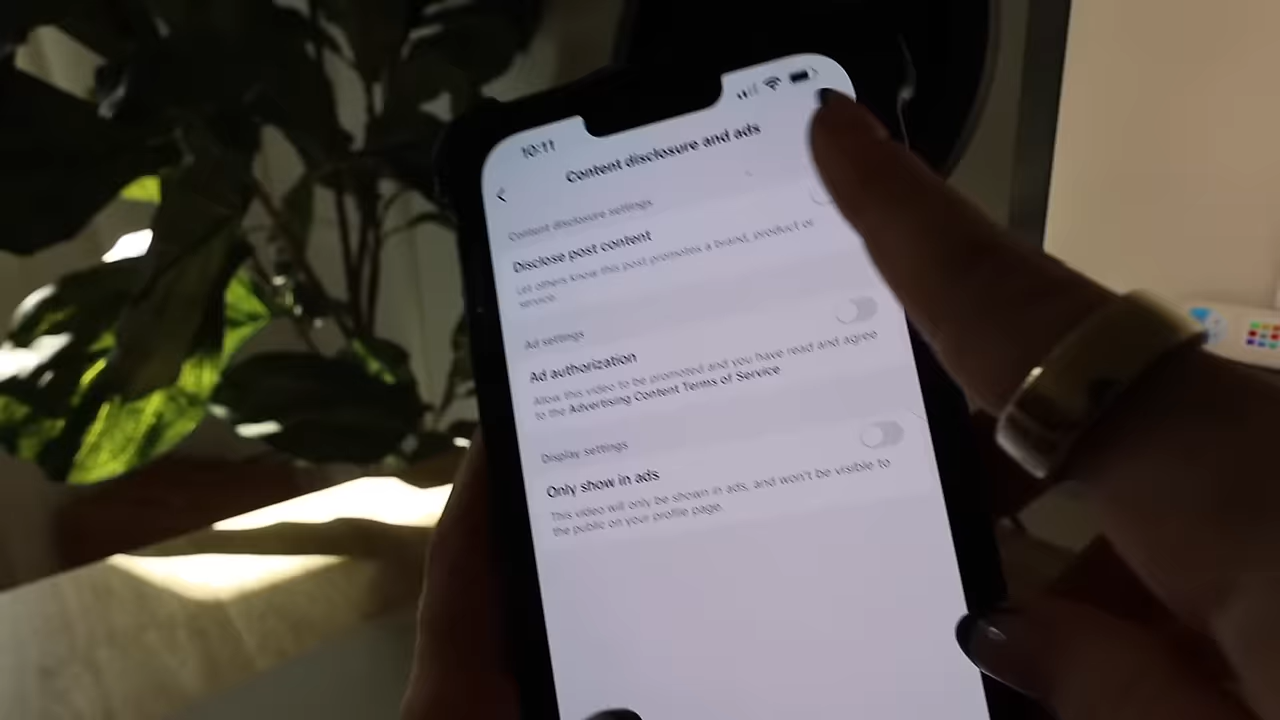 10:11
Content disclosure and ads
Content disclosure settings
Disclose post content
Let others know this post promotes a brand, product or
service.
Ad settings
Ad authorization
Allow this video to be promoted and you have read and agree
to the Advertising Content Terms of Service
Display settings
Only show in ads
This video will only be shown in ads, and won't be visible to
the public on your profile page.